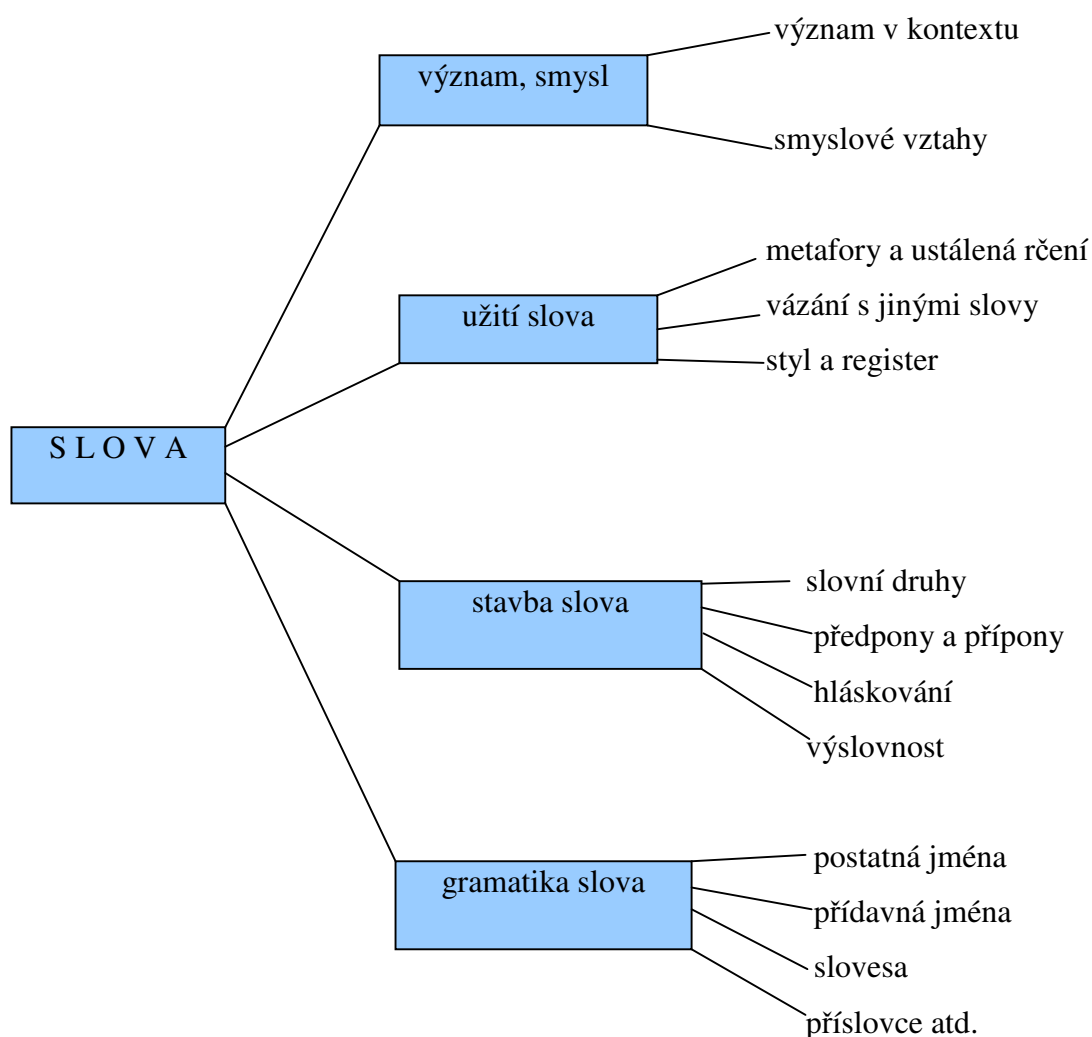 význam v kontextu
význam, smysl
smyslové vztahy
metafory a ustálená rčení
užití slova
vázání s jinými slovy
styl a register
S L O V A
slovní druhy
stavba slova
předpony a přípony
hláskování
výslovnost
postatná jména
gramatika slova
přídavná jména
slovesa
příslovce atd.